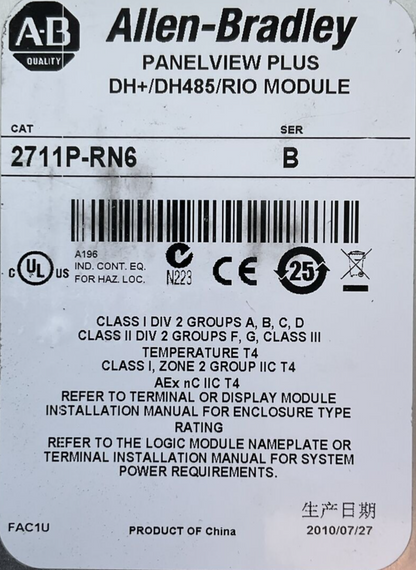 A-B
QUALITY
Allen-Bradley
PANELVIEW PLUS
DH+/DH485/RIO MODULE
CAT SER
2711P-RN6 B
C UL US
A196
IND. CONT. EQ.
FOR HAZ. LOC.
N223
CE
25
CLASS I DIV 2 GROUPS A, B, C, D
CLASS II DIV 2 GROUPS F, G, CLASS III
TEMPERATURE T4
CLASS I, ZONE 2 GROUP IIC T4
AEx nC IIC T4
REFER TO TERMINAL OR DISPLAY MODULE
INSTALLATION MANUAL FOR ENCLOSURE TYPE
RATING
REFER TO THE LOGIC MODULE NAMEPLATE OR
TERMINAL INSTALLATION MANUAL FOR SYSTEM
POWER REQUIREMENTS.
生产日期
FAC1U PRODUCT OF China 2010/07/27